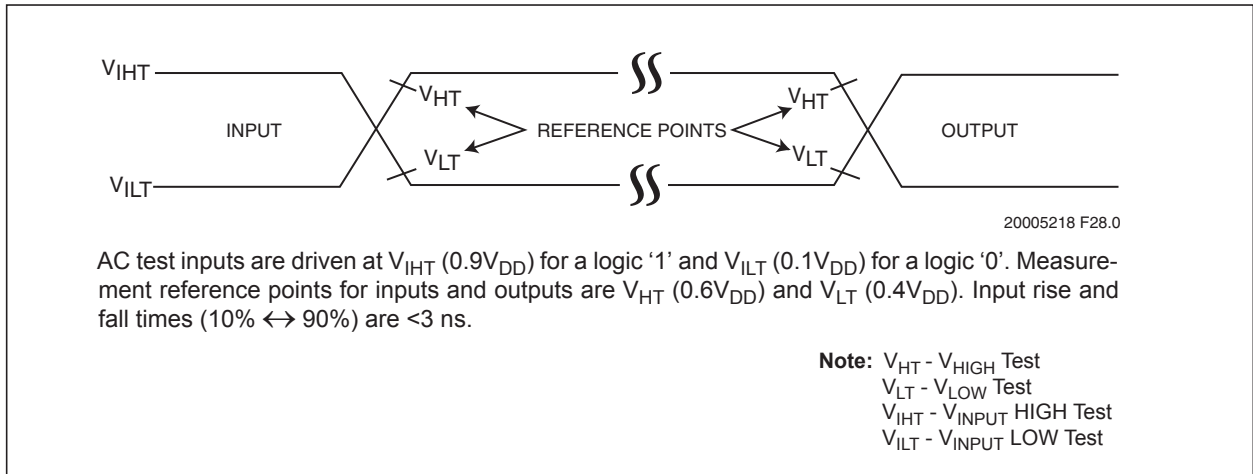 VIHT
VHT
VHT
INPUT
REFERENCE POINTS
OUTPUT
VLT
VLT
VILT
20005218 F28.0
AC test inputs are driven at VIHT (0.9VDD) for a logic ‘1’ and VILT (0.1VDD) for a logic ‘0’. Measure-
ment reference points for inputs and outputs are VHT (0.6VDD) and VLT (0.4VDD). Input rise and
fall times (10% ↔ 90%) are <3 ns.
Note: VHT - VHIGH Test
VLT - VLOW Test
VIHT - VINPUT HIGH Test
VILT - VINPUT LOW Test